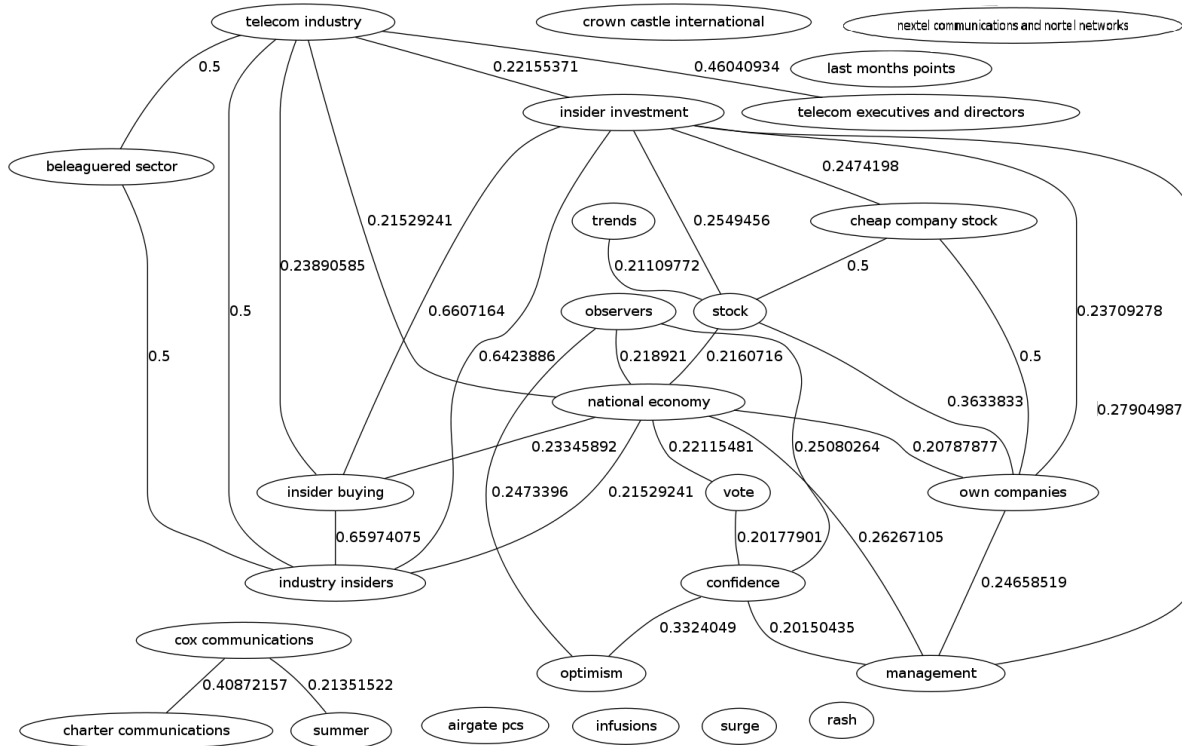 telecom industry
crown castle international
nextel communications and nortel networks
0.5
0.22155371
0.46040934
last months points
insider investment
telecom executives and directors
beleaguered sector
0.2474198
trends
cheap company stock
0.21529241
0.2549456
0.23890585
0.21109772
0.5
observers
stock
0.5
0.6607164
0.23709278
0.5
0.6423886
0.218921
0.2160716
0.5
national economy
0.3633833
0.27904987
0.23345892
0.22115481
0.25080264
0.20787877
insider buying
0.2473396
0.21529241
vote
own companies
0.65974075
0.20177901
0.26267105
industry insiders
confidence
0.24658519
cox communications
0.3324049
0.20150435
optimism
management
0.40872157
0.21351522
charter communications
summer
airgate pcs
infusions
surge
rash